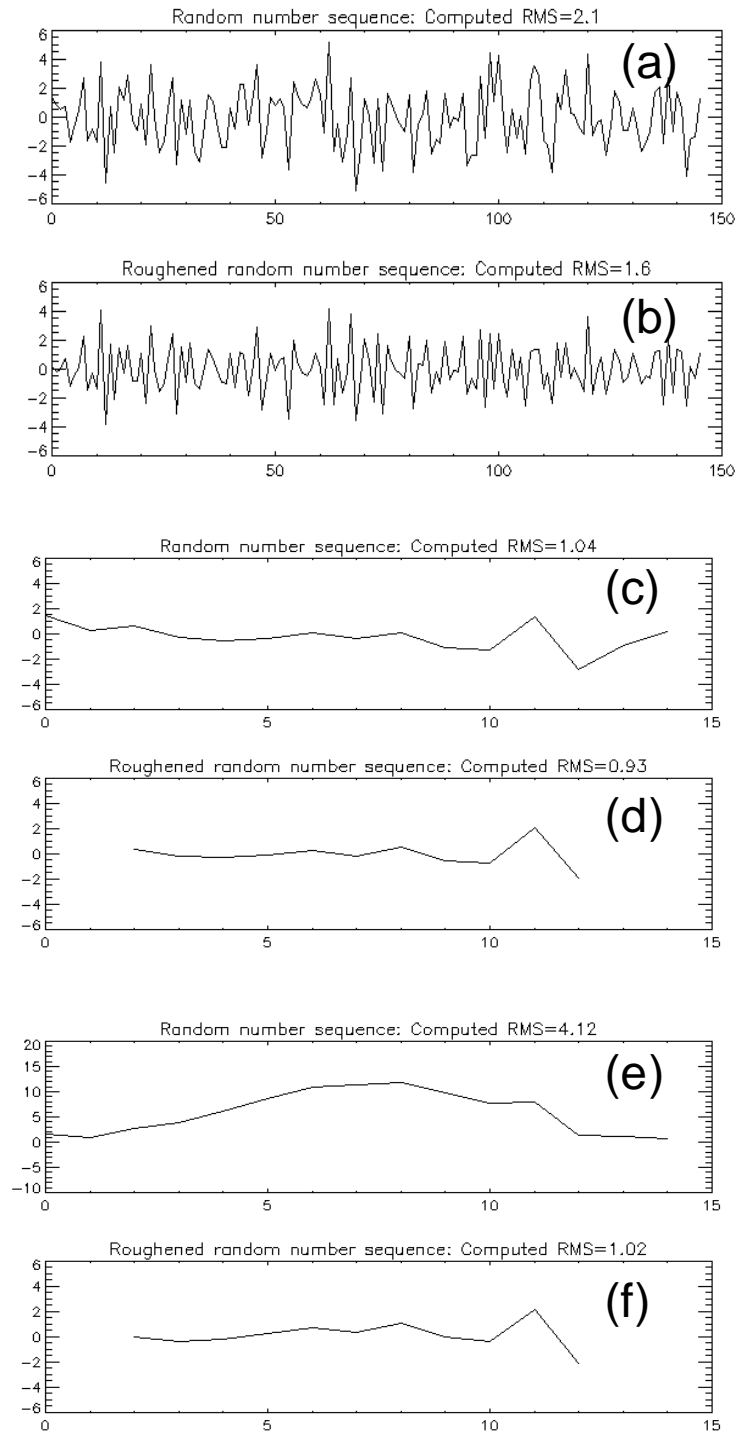 Random number sequence: Computed RMS=2.1
(a)
6
4
2
0
-2
-4
-6
0 50 100 150
Roughened random number sequence: Computed RMS=1.6
(b)
6
4
2
0
-2
-4
-6
0 50 100 150
Random number sequence: Computed RMS=1.04
(c)
6
4
2
0
-2
-4
-6
0 5 10 15
Roughened random number sequence: Computed RMS=0.93
(d)
6
4
2
0
-2
-4
-6
0 5 10 15
Random number sequence: Computed RMS=4.12
(e)
20
15
10
5
0
-5
-10
0 5 10 15
Roughened random number sequence: Computed RMS=1.02
(f)
6
4
2
0
-2
-4
-6
0 5 10 15